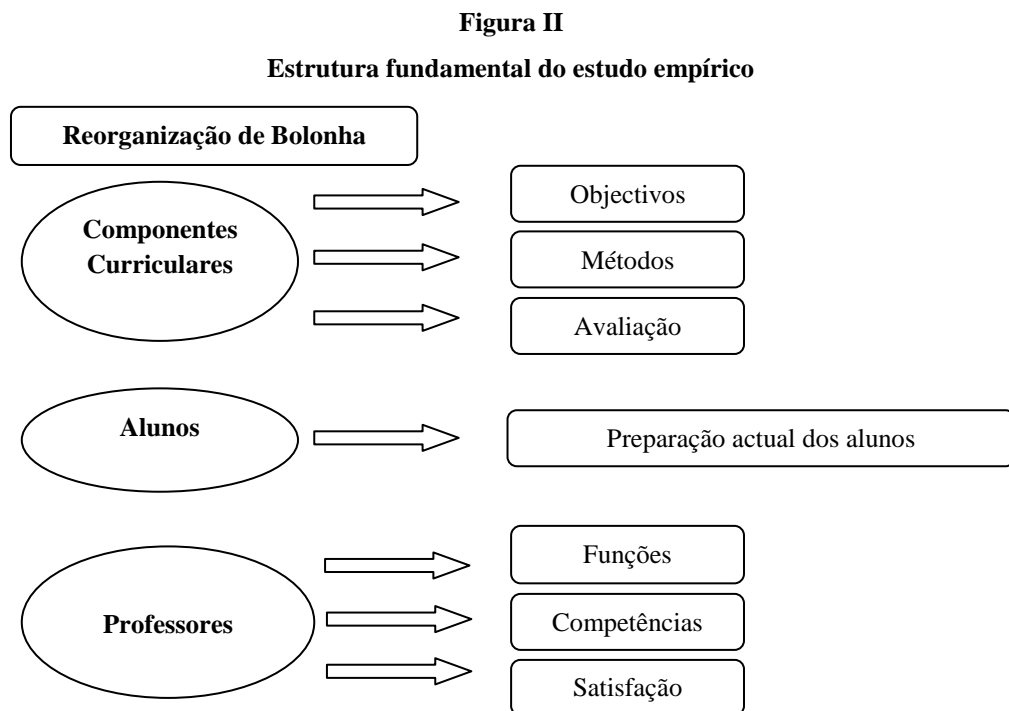 Figura II
Estrutura fundamental do estudo empírico
Reorganização de Bolonha
Componentes
Curriculares
Objectivos
Métodos
Avaliação
Alunos
Preparação actual dos alunos
Professores
Funções
Competências
Satisfação